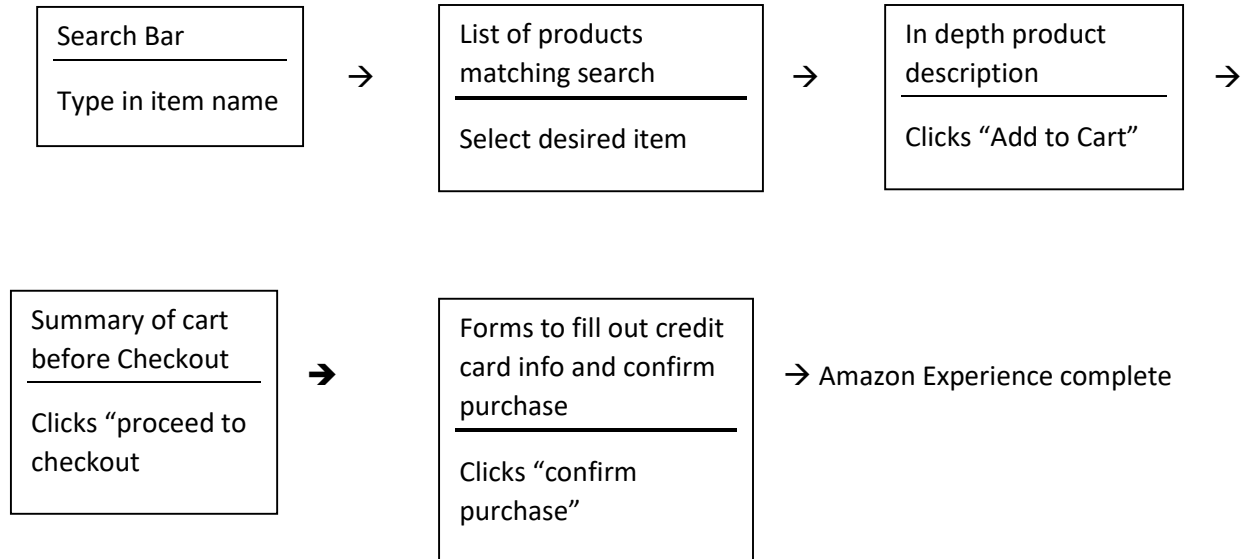 Search Bar
Type in item name
→
List of products
matching search
Select desired item
→
In depth product
description
Clicks “Add to Cart”
→
Summary of cart
before Checkout
Clicks “proceed to
checkout
→
Forms to fill out credit
card info and confirm
purchase
Clicks “confirm
purchase”
→ Amazon Experience complete